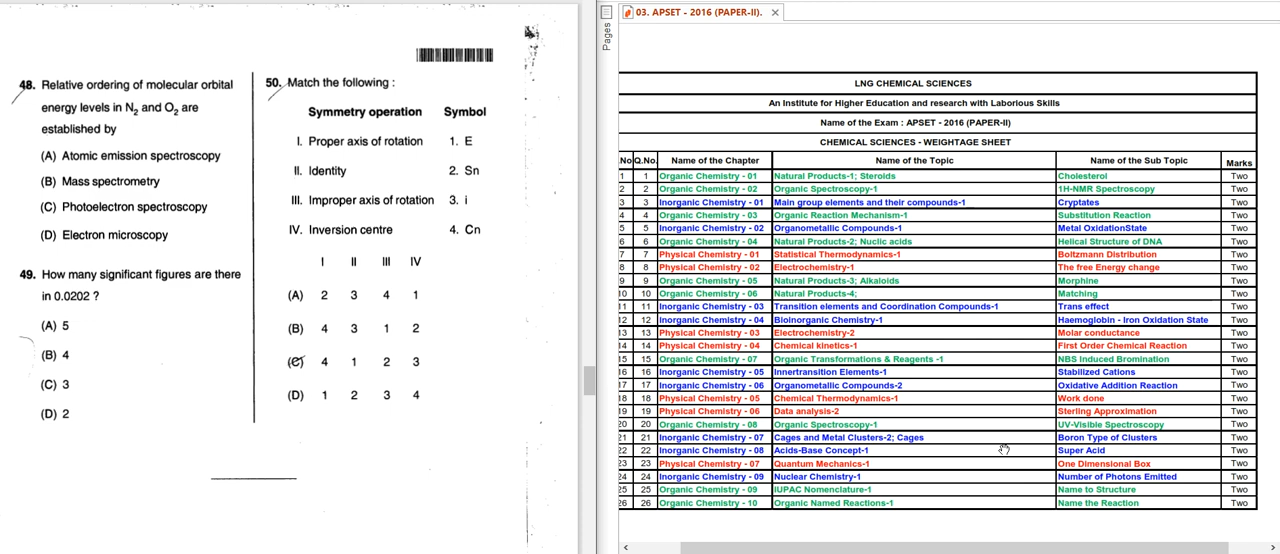 48. Relative ordering of molecular orbital
energy levels in N2 and O2 are
established by
(A) Atomic emission spectroscopy
(B) Mass spectrometry
(C) Photoelectron spectroscopy
(D) Electron microscopy
49. How many significant figures are there
in 0.0202 ?
(A) 5
(B) 4
(C) 3
(D) 2
50. Match the following :
Symmetry operation Symbol
I. Proper axis of rotation 1. E
II. Identity 2. Sn
III. Improper axis of rotation 3. i
IV. Inversion centre 4. Cn
I II III IV
(A) 2 3 4 1
(B) 4 3 1 2
(C) 4 1 2 3
(D) 1 2 3 4
Pages
03. APSET - 2016 (PAPER-II).
LNG CHEMICAL SCIENCES
An Institute for Higher Education and research with Laborious Skills
Name of the Exam : APSET - 2016 (PAPER-II)
CHEMICAL SCIENCES - WEIGHTAGE SHEET
.No Q.No. Name of the Chapter Name of the Topic Name of the Sub Topic Marks
1 1 Organic Chemistry - 01 Natural Products-1; Steroids Cholesterol Two
2 2 Organic Chemistry - 02 Organic Spectroscopy-1 1H-NMR Spectroscopy Two
3 3 Inorganic Chemistry - 01 Main group elements and their compounds-1 Cryptates Two
4 4 Organic Chemistry - 03 Organic Reaction Mechanism-1 Substitution Reaction Two
5 5 Inorganic Chemistry - 02 Organometallic Compounds-1 Metal OxidationState Two
6 6 Organic Chemistry - 04 Natural Products-2; Nuclic acids Helical Structure of DNA Two
7 7 Physical Chemistry - 01 Statistical Thermodynamics-1 Boltzmann Distribution Two
8 8 Physical Chemistry - 02 Electrochemistry-1 The free Energy change Two
9 9 Organic Chemistry - 05 Natural Products-3; Alkaloids Morphine Two
10 10 Organic Chemistry - 06 Natural Products-4; Matching Two
11 11 Inorganic Chemistry - 03 Transition elements and Coordination Compounds-1 Trans effect Two
12 12 Inorganic Chemistry - 04 Bioinorganic Chemistry-1 Haemoglobin - Iron Oxidation State Two
13 13 Physical Chemistry - 03 Electrochemistry-2 Molar conductance Two
14 14 Physical Chemistry - 04 Chemical kinetics-1 First Order Chemical Reaction Two
15 15 Organic Chemistry - 07 Organic Transformations & Reagents -1 NBS Induced Bromination Two
16 16 Inorganic Chemistry - 05 Innertransition Elements-1 Stabilized Cations Two
17 17 Inorganic Chemistry - 06 Organometallic Compounds-2 Oxidative Addition Reaction Two
18 18 Physical Chemistry - 05 Chemical Thermodynamics-1 Work done Two
19 19 Physical Chemistry - 06 Data analysis-2 Sterling Approximation Two
20 20 Organic Chemistry - 08 Organic Spectroscopy-1 UV-Visible Spectroscopy Two
21 21 Inorganic Chemistry - 07 Cages and Metal Clusters-2; Cages Boron Type of Clusters Two
22 22 Inorganic Chemistry - 08 Acids-Base Concept-1 Super Acid Two
23 23 Physical Chemistry - 07 Quantum Mechanics-1 One Dimensional Box Two
24 24 Inorganic Chemistry - 09 Nuclear Chemistry-1 Number of Photons Emitted Two
25 25 Organic Chemistry - 09 IUPAC Nomenclature-1 Name to Structure Two
26 26 Organic Chemistry - 10 Organic Named Reactions-1 Name the Reaction Two